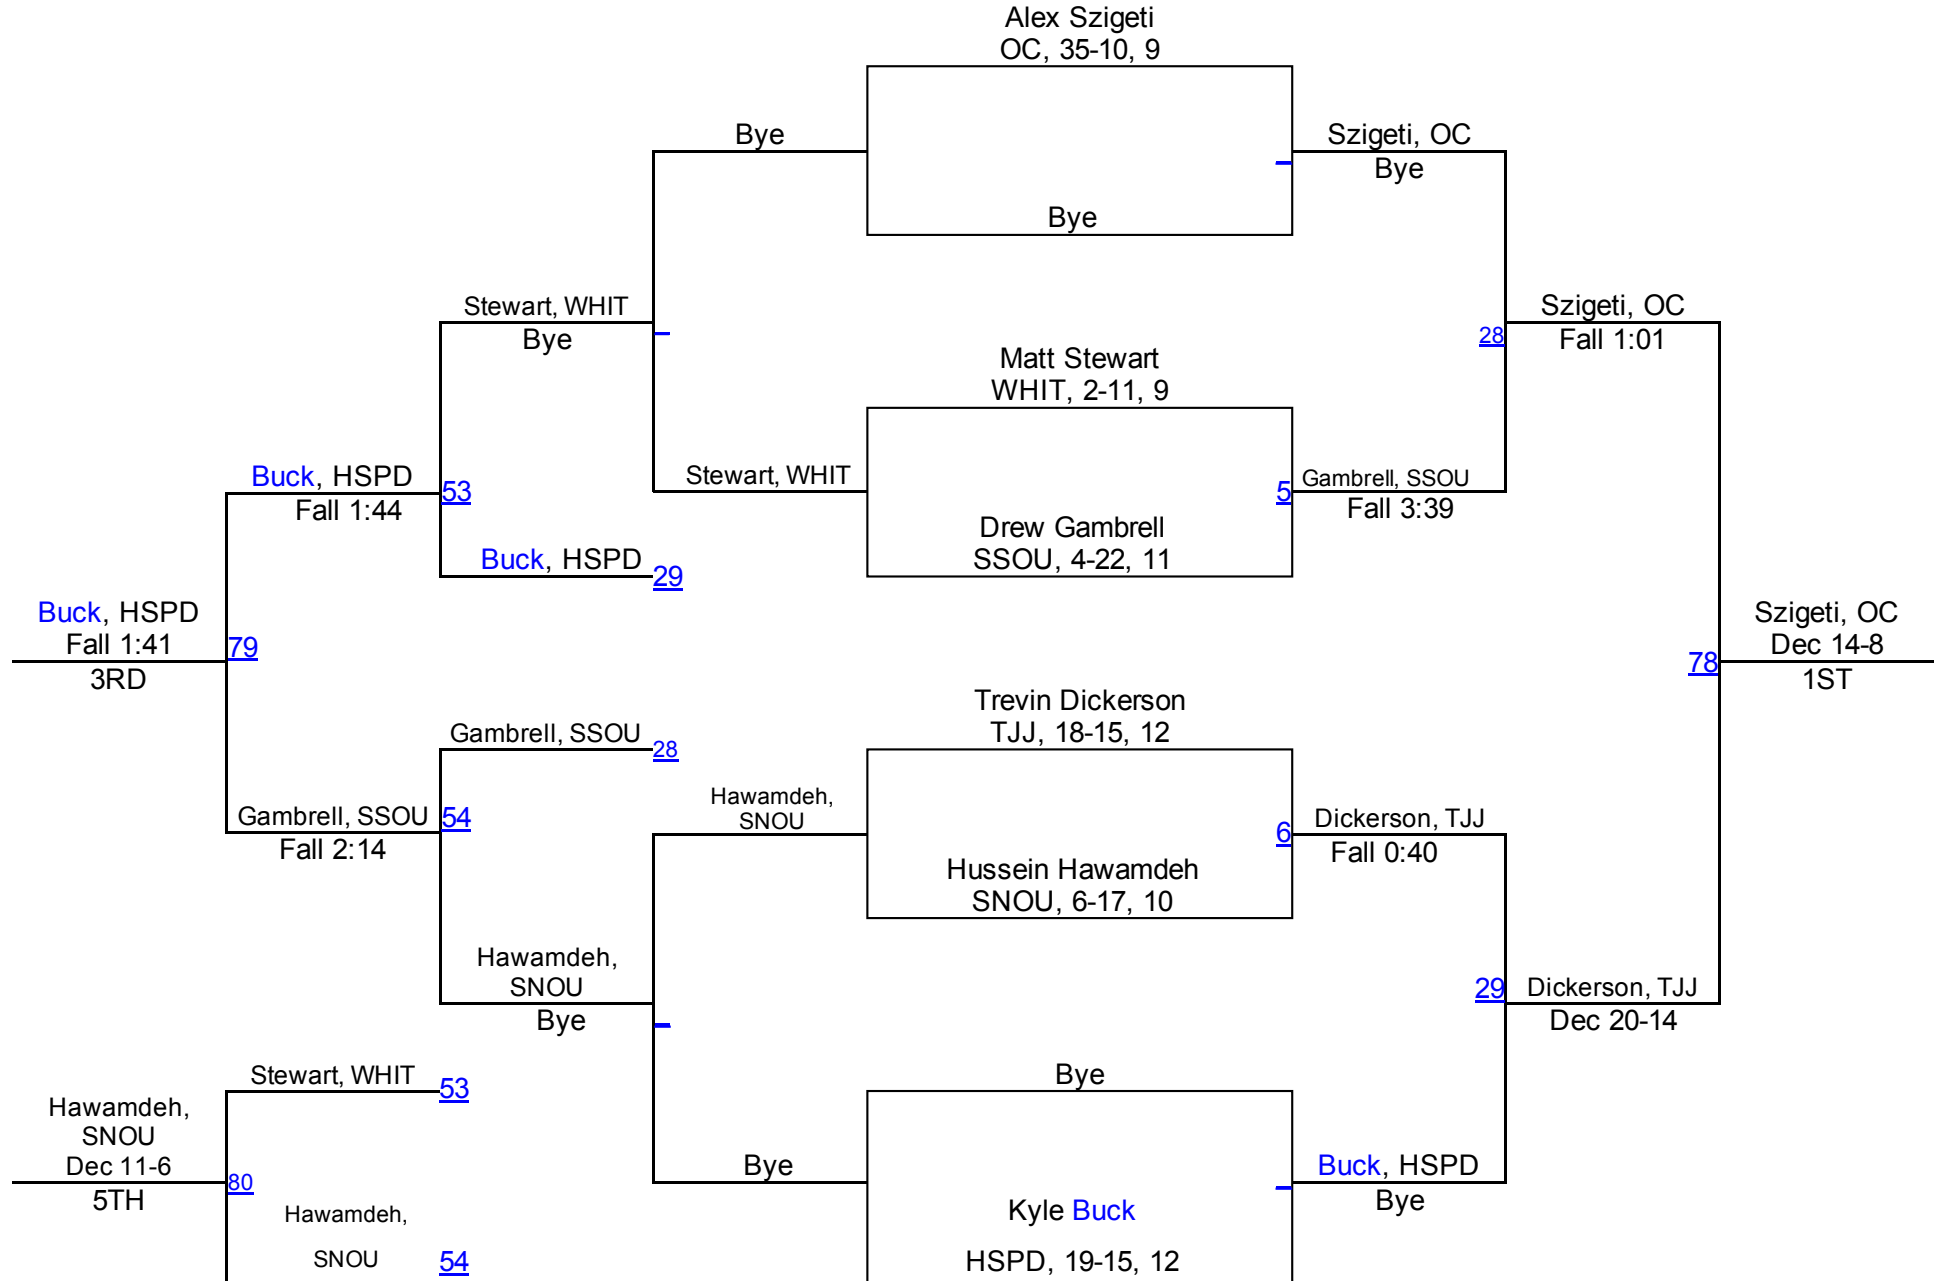 Alex Szigeti
OC, 35-10, 9
Bye
Szigeti, OC
Bye
Bye
Stewart, WHIT
Bye
Szigeti, OC
28
Fall 1:01
Matt Stewart
WHIT, 2-11, 9
Buck, HSPD
53
Fall 1:44
Stewart, WHIT
5
Gambrell, SSOU
Fall 3:39
Drew Gambrell
SSOU, 4-22, 11
Buck, HSPD
29
Buck, HSPD
Fall 1:41
79
3RD
Szigeti, OC
Dec 14-8
78
1ST
Trevin Dickerson
TJJ, 18-15, 12
Gambrell, SSOU
28
Hawamdeh,
SNOU
Gambrell, SSOU
54
Fall 2:14
6
Dickerson, TJJ
Fall 0:40
Hussein Hawamdeh
SNOU, 6-17, 10
Hawamdeh,
SNOU
Bye
29
Dickerson, TJJ
Dec 20-14
Stewart, WHIT
53
Bye
Hawamdeh,
SNOU
Dec 11-6
80
5TH
Bye
Buck, HSPD
Bye
Hawamdeh,
SNOU
54
Kyle Buck
HSPD, 19-15, 12